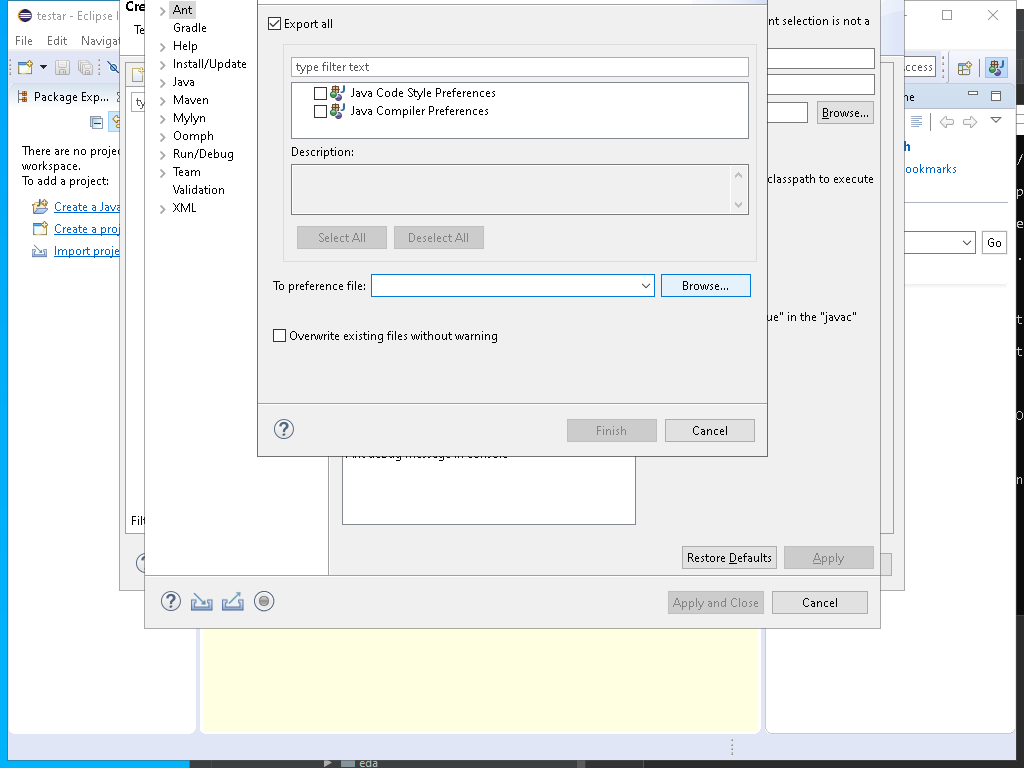 testar - Eclipse I
File Edit Navigat
Package Exp...
There are no proje
workspace.
To add a project:
Create a Java
Create a proj
Import proje
Cre
Te
ty
Filt
Ant
Gradle
Help
Install/Update
Java
Maven
Mylyn
Oomph
Run/Debug
Team
Validation
XML
Export all
type filter text
Java Code Style Preferences
Java Compiler Preferences
Description:
Select All
Deselect All
To preference file:
Browse...
Overwrite existing files without warning
Finish
Cancel
nt selection is not a
Browse...
classpath to execute
ue" in the "javac"
Ant debug message in console
Restore Defaults
Apply
Apply and Close
Cancel
ccess
ne
h
ookmarks
Go
eda